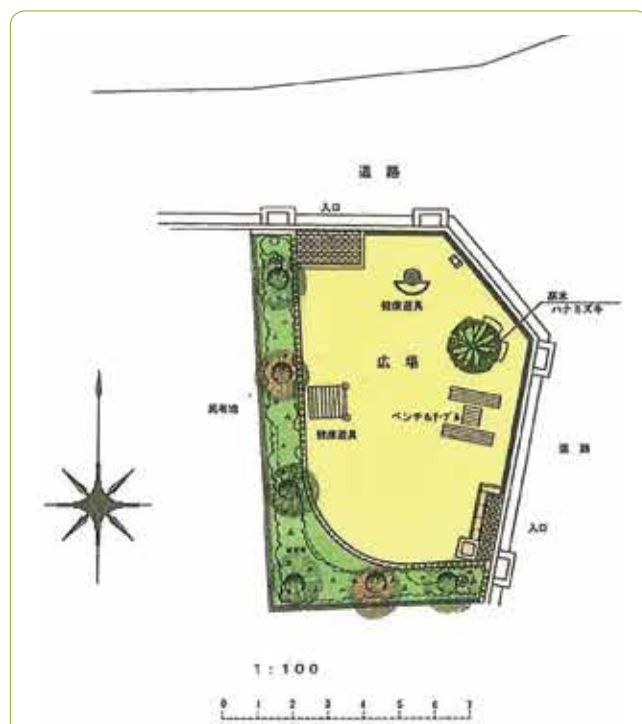 道 路
入口
高木
ハナミズキ
健康遊具
広 場
民有地
ベンチ&テーブル
健康遊具
道 路
入口
1:100
0 1 2 3 4 5 6 7